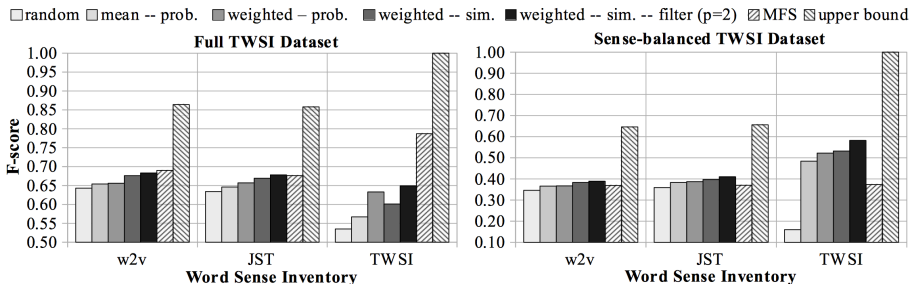 random mean -- prob. weighted – prob. weighted -- sim. weighted -- sim. -- filter (p=2) MFS upper bound
Full TWSI Dataset
F-score
1.00
0.95
0.90
0.85
0.80
0.75
0.70
0.65
0.60
0.55
0.50
w2v JST TWSI
Word Sense Inventory
Sense-balanced TWSI Dataset
1.00
0.90
0.80
0.70
0.60
0.50
0.40
0.30
0.20
0.10
w2v JST TWSI
Word Sense Inventory